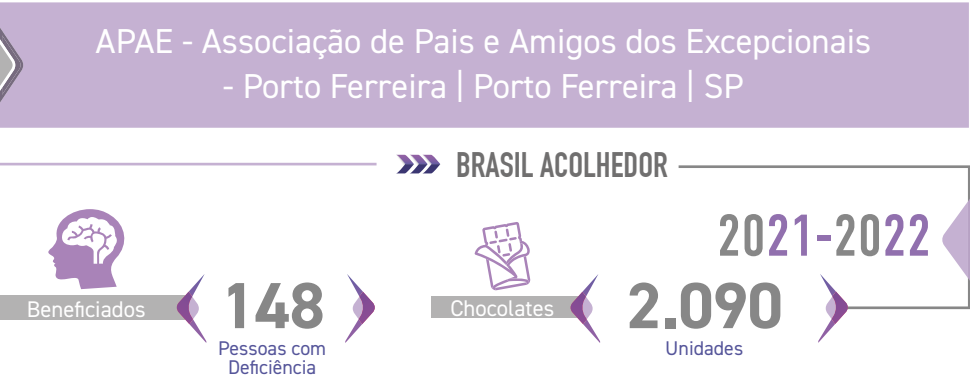 APAE - Associação de Pais e Amigos dos Excepcionais
- Porto Ferreira | Porto Ferreira | SP
BRASIL ACOLHEDOR
2021-2022
Beneficiados
148
Pessoas com
Deficiência
Chocolates
2.090
Unidades